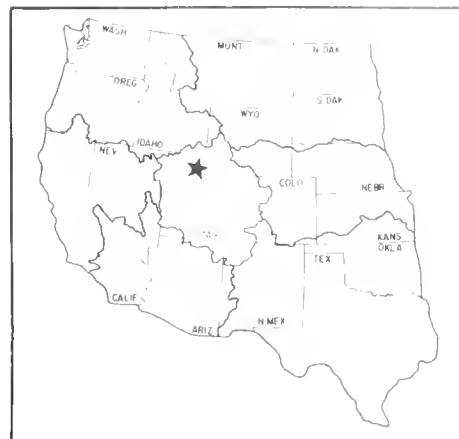 WASH
MONT
N DAK
OREG
S DAK
WYO
IDAHO
NEV
COLO
NEBR
KANS
OKLA
TEX
CALIF
N MEX
ARIZ